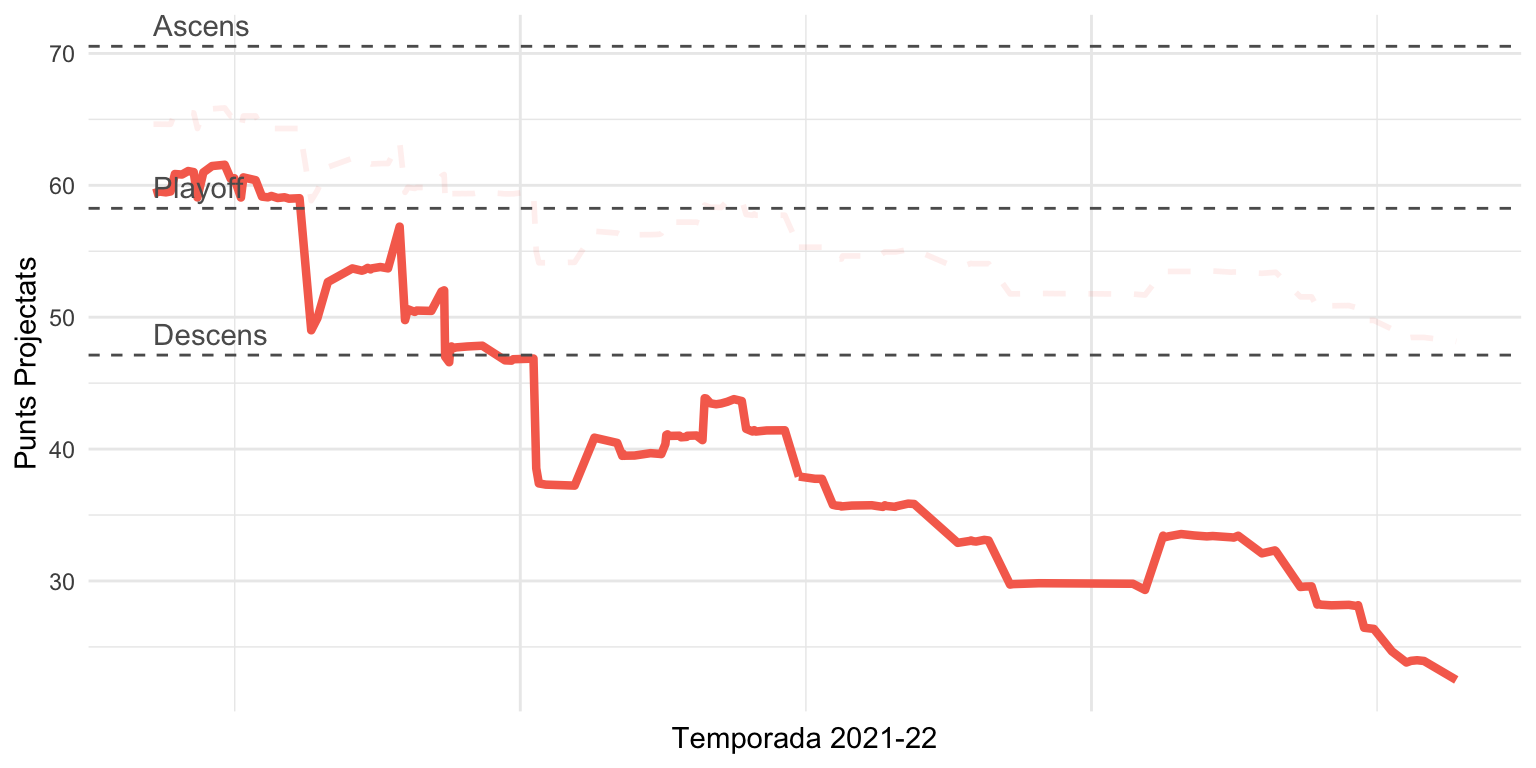 Ascens
70
60
Playoff
50
Descens
40
30
Punts Projectats
Temporada 2021-22